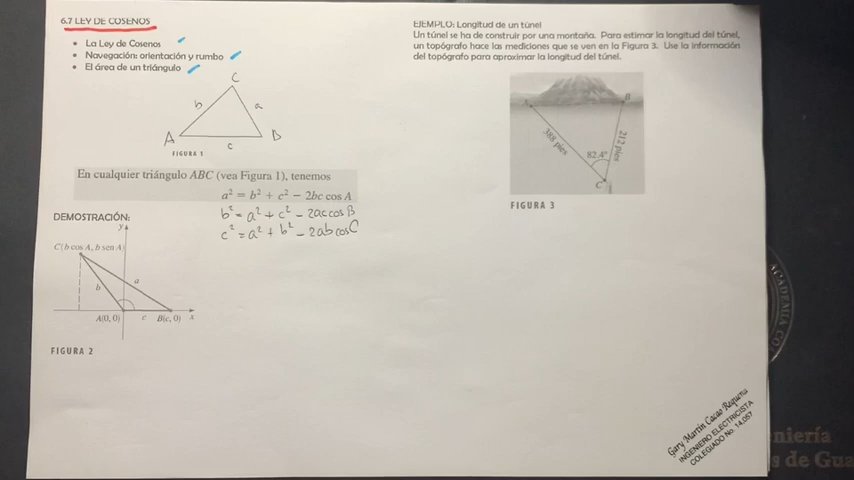 6.7 LEY DE COSENOS
• La Ley de Cosenos
• Navegación: orientación y rumbo
• El área de un triángulo
C
b
a
A
B
c
FIGURA 1
En cualquier triángulo ABC (vea Figura 1), tenemos
a² = b² + c² − 2bc cos A
b² = a² + c² − 2ac cos B
c² = a² + b² − 2ab cos C
DEMOSTRACIÓN:
y
C(b cos A, b sen A)
a
b
A(0, 0)
c
B(c, 0)
x
FIGURA 2
EJEMPLO: Longitud de un túnel
Un túnel se ha de construir por una montaña. Para estimar la longitud del túnel,
un topógrafo hace las mediciones que se ven en la Figura 3. Use la información
del topógrafo para aproximar la longitud del túnel.
A
B
388 pies
212 pies
82.4°
C
FIGURA 3
Gary Martin Cacao Requena
INGENIERO ELECTRICISTA
COLEGIADO No. 14,057
ACADEMIA CO
niería
s de Gua